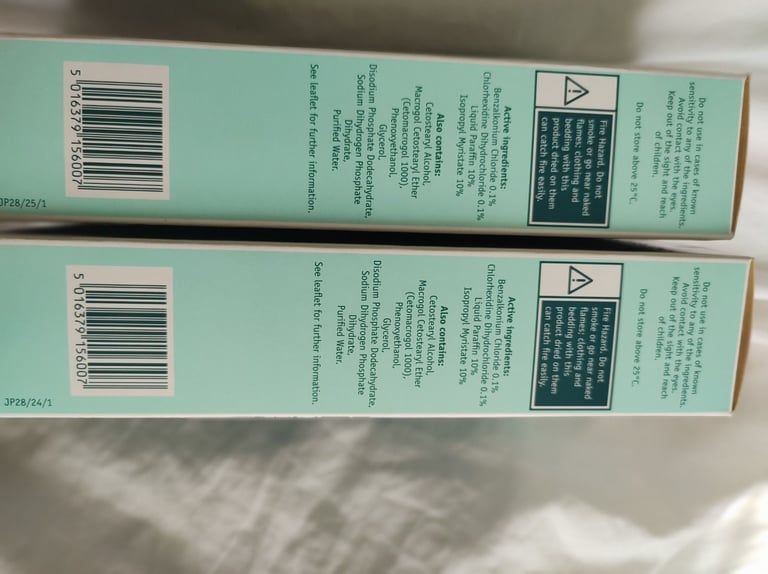 Do not use in cases of known
sensitivity to any of the ingredients.
Avoid contact with the eyes.
Keep out of the sight and reach
of children.
Do not store above 25°C.
Fire Hazard. Do not
smoke or go near naked
flames; clothing and
bedding with this
product dried on them
can catch fire easily.
Active ingredients:
Benzalkonium Chloride 0.1%
Chlorhexidine Dihydrochloride 0.1%
Liquid Paraffin 10%
Isopropyl Myristate 10%
Also contains:
Cetostearyl Alcohol,
Macrogol Cetostearyl Ether
(Cetomacrogol 1000),
Phenoxyethanol,
Glycerol,
Disodium Phosphate Dodecahydrate,
Sodium Dihydrogen Phosphate
Dihydrate,
Purified Water.
See leaflet for further information.
5 016379 156007
JP28/25/1
Do not use in cases of known
sensitivity to any of the ingredients.
Avoid contact with the eyes.
Keep out of the sight and reach
of children.
Do not store above 25°C.
Fire Hazard. Do not
smoke or go near naked
flames; clothing and
bedding with this
product dried on them
can catch fire easily.
Active ingredients:
Benzalkonium Chloride 0.1%
Chlorhexidine Dihydrochloride 0.1%
Liquid Paraffin 10%
Isopropyl Myristate 10%
Also contains:
Cetostearyl Alcohol,
Macrogol Cetostearyl Ether
(Cetomacrogol 1000),
Phenoxyethanol,
Glycerol,
Disodium Phosphate Dodecahydrate,
Sodium Dihydrogen Phosphate
Dihydrate,
Purified Water.
See leaflet for further information.
5 016379 156007
JP28/24/1